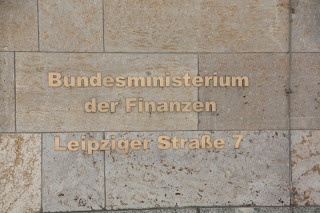 Bundesministerium
der Finanzen
Leipziger Straße 7